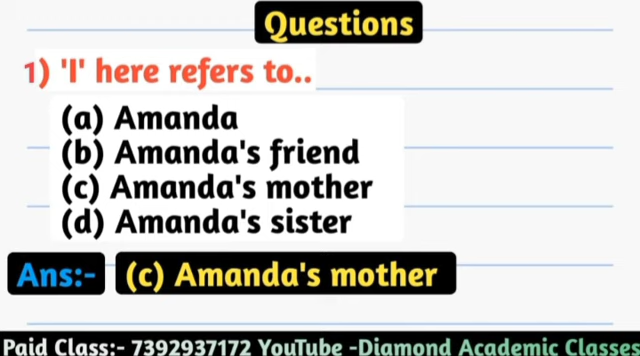 Questions
1) 'I' here refers to..
(a) Amanda
(b) Amanda's friend
(c) Amanda's mother
(d) Amanda's sister
Ans:- (c) Amanda's mother
Paid Class:- 7392937172 YouTube -Diamond Academic Classes